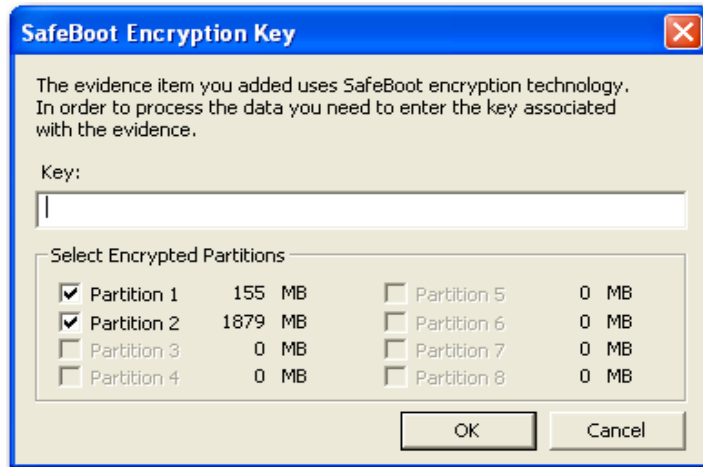 SafeBoot Encryption Key
The evidence item you added uses SafeBoot encryption technology.
In order to process the data you need to enter the key associated
with the evidence.
Key:
Select Encrypted Partitions
Partition 1 155 MB Partition 5 0 MB
Partition 2 1879 MB Partition 6 0 MB
Partition 3 0 MB Partition 7 0 MB
Partition 4 0 MB Partition 8 0 MB
OK Cancel